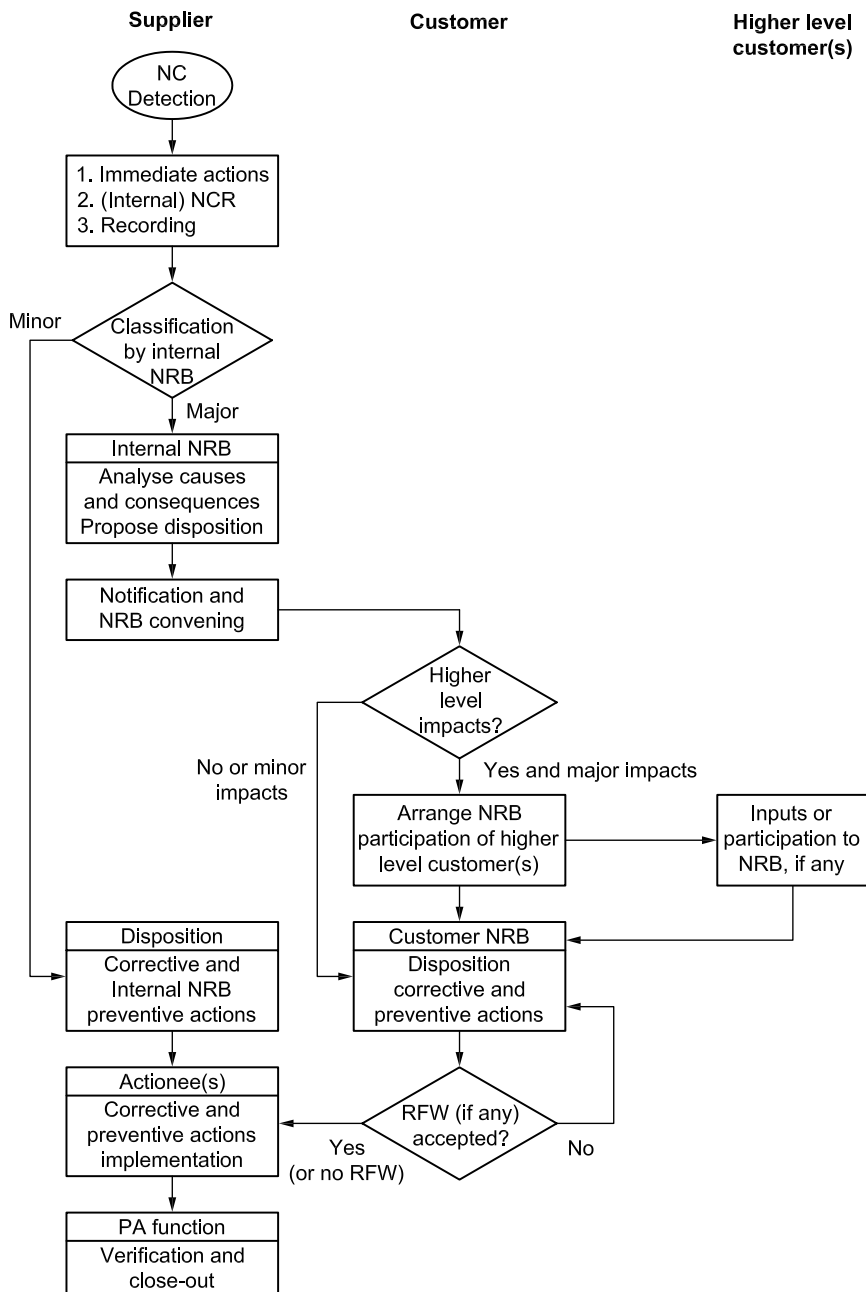 Supplier
Customer
Higher level
customer(s)
NC
Detection
1. Immediate actions
2. (Internal) NCR
3. Recording
Minor
Classification
by internal
NRB
Major
Internal NRB
Analyse causes
and consequences
Propose disposition
Notification and
NRB convening
Higher
level
impacts?
No or minor
impacts
Yes and major impacts
Arrange NRB
participation of higher
level customer(s)
Inputs or
participation to
NRB, if any
Disposition
Corrective and
Internal NRB
preventive actions
Customer NRB
Disposition
corrective and
preventive actions
Actionee(s)
Corrective and
preventive actions
implementation
Yes
(or no RFW)
RFW (if any)
accepted?
No
PA function
Verification and
close-out